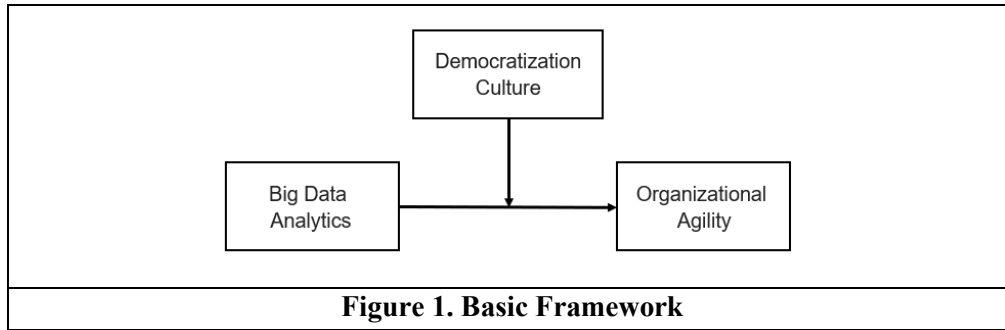 Democratization
Culture
Big Data
Analytics
Organizational
Agility
Figure 1. Basic Framework